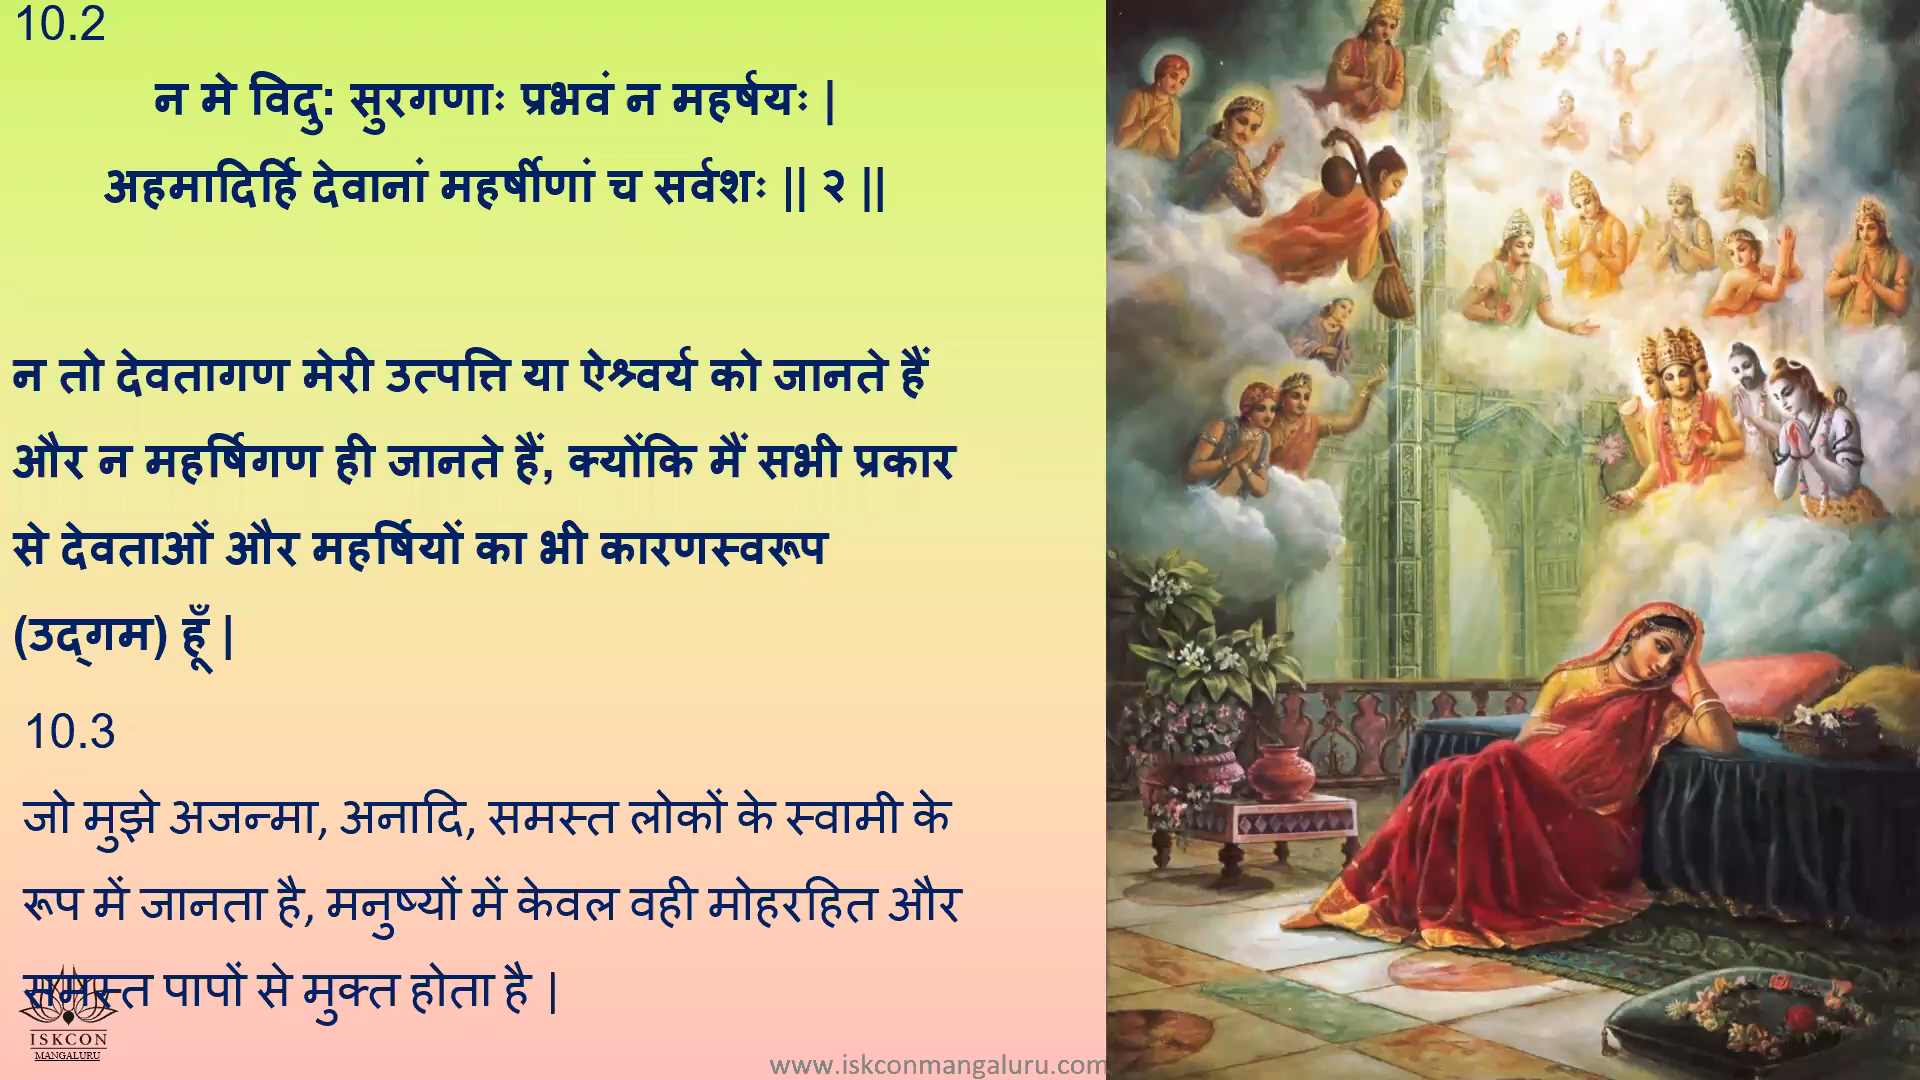 10.2
न मे विदु: सुरगणाः प्रभवं न महर्षयः |
अहमादिर्हि देवानां महर्षीणां च सर्वशः || २ ||
न तो देवतागण मेरी उत्पत्ति या ऐश्र्वर्य को जानते हैं
और न महर्षिगण ही जानते हैं, क्योंकि मैं सभी प्रकार
से देवताओं और महर्षियों का भी कारणस्वरूप
(उद्गम) हूँ |
10.3
जो मुझे अजन्मा, अनादि, समस्त लोकों के स्वामी के
रूप में जानता है, मनुष्यों में केवल वही मोहरहित और
समस्त पापों से मुक्त होता है |
ISKCON
MANGALURU
www.iskconmangaluru.com